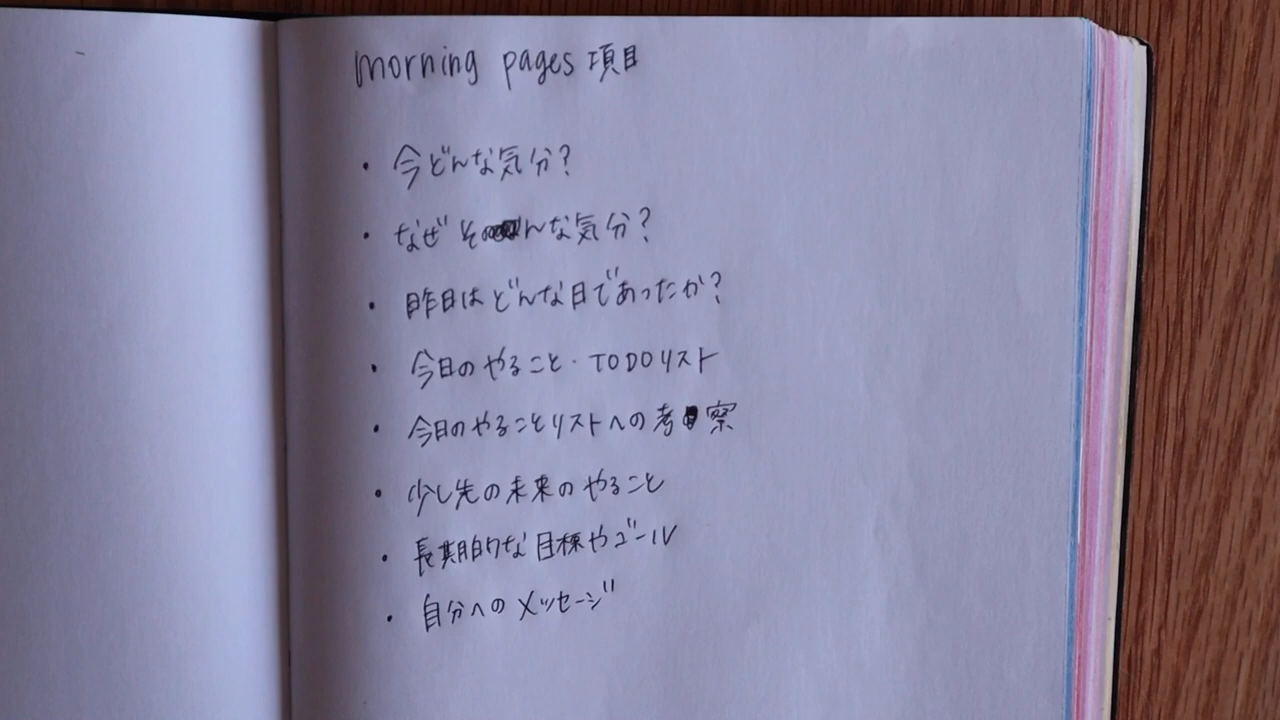 morning pages 項目
・今どんな気分？
・なぜそんな気分？
・昨日はどんな日であったか？
・今日のやること・TODOリスト
・今日のやることリストへの考察
・少し先の未来のやること
・長期的な目標やゴール
・自分へのメッセージ